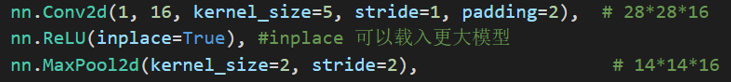 nn.Conv2d(1, 16, kernel_size=5, stride=1, padding=2),  # 28*28*16
nn.ReLU(inplace=True), #inplace 可以载入更大模型
nn.MaxPool2d(kernel_size=2, stride=2),                 # 14*14*16